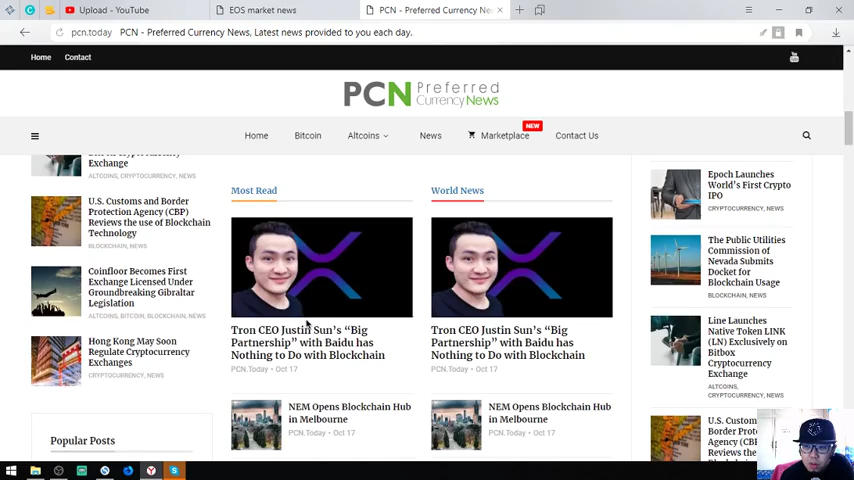 Upload - YouTube
EOS market news
PCN - Preferred Currency News
pcn.today PCN - Preferred Currency News, Latest news provided to you each day.
Home Contact
PCN Preferred
Currency News
Home Bitcoin Altcoins News Marketplace NEW Contact Us
Exchange
ALTCOINS, CRYPTOCURRENCY, NEWS
U.S. Customs and Border
Protection Agency (CBP)
Reviews the use of Blockchain
Technology
BLOCKCHAIN, NEWS
Coinfloor Becomes First
Exchange Licensed Under
Groundbreaking Gibraltar
Legislation
ALTCOINS, BITCOIN, BLOCKCHAIN, NEWS
Hong Kong May Soon
Regulate Cryptocurrency
Exchanges
CRYPTOCURRENCY, NEWS
Popular Posts
Most Read
Tron CEO Justin Sun's “Big
Partnership” with Baidu has
Nothing to Do with Blockchain
PCN.Today • Oct 17
NEM Opens Blockchain Hub
in Melbourne
PCN.Today • Oct 17
World News
Tron CEO Justin Sun's “Big
Partnership” with Baidu has
Nothing to Do with Blockchain
PCN.Today • Oct 17
NEM Opens Blockchain Hub
in Melbourne
PCN.Today • Oct 17
Epoch Launches
World's First Crypto
IPO
CRYPTOCURRENCY, NEWS
The Public Utilities
Commission of
Nevada Submits
Docket for
Blockchain Usage
BLOCKCHAIN, NEWS
Line Launches
Native Token LINK
(LN) Exclusively on
Bitbox
Cryptocurrency
Exchange
ALTCOINS,
CRYPTOCURRENCY, NEWS
U.S. Custom
and Border
Protection
Agency (CB
Reviews the